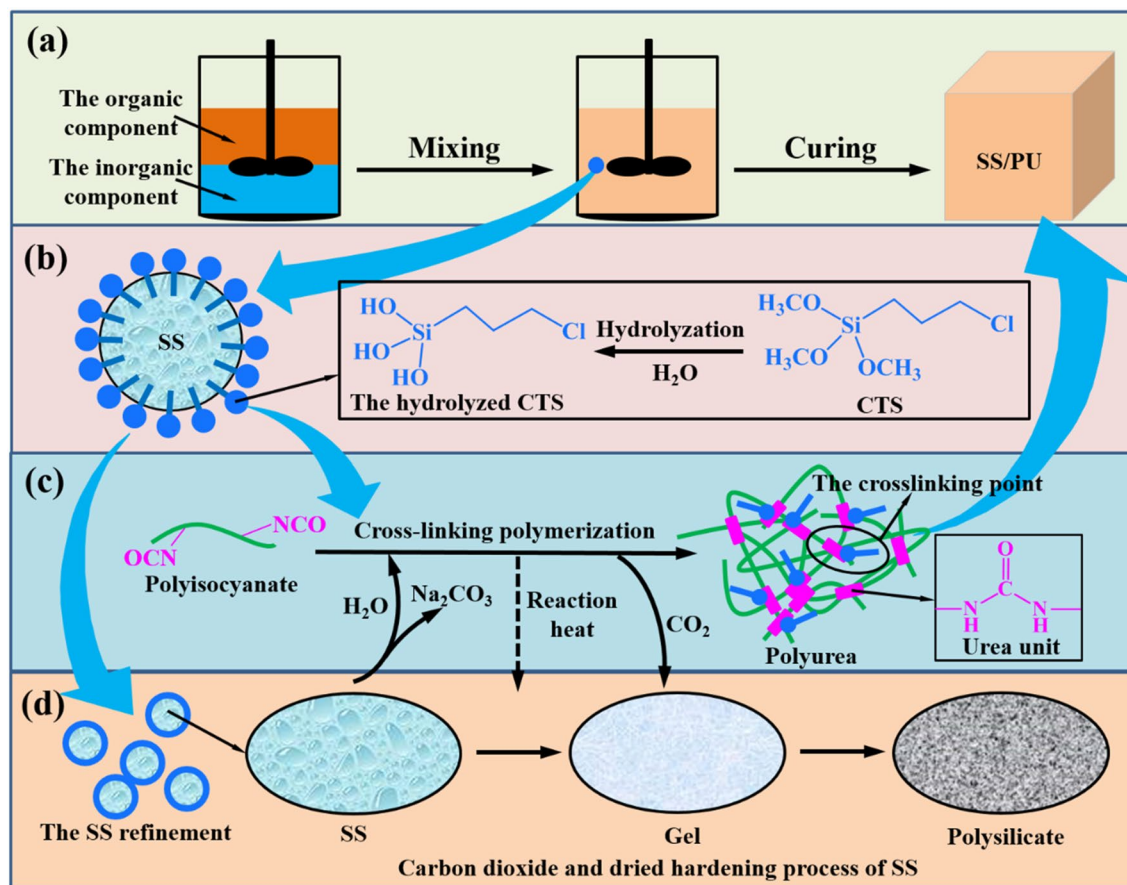 (a)
The organic
component
The inorganic
component
Mixing
Curing
SS/PU
(b)
SS
HO
HO
HO
Si
Cl
The hydrolyzed CTS
Hydrolyzation
H₂O
H₃CO
H₃CO
Si
OCH₃
Cl
CTS
(c)
OCN
NCO
Polyisocyanate
Cross-linking polymerization
H₂O
Na₂CO₃
Reaction
heat
CO₂
The crosslinking point
Polyurea
O
C
N
H
N
H
Urea unit
(d)
The SS refinement
SS
Gel
Polysilicate
Carbon dioxide and dried hardening process of SS